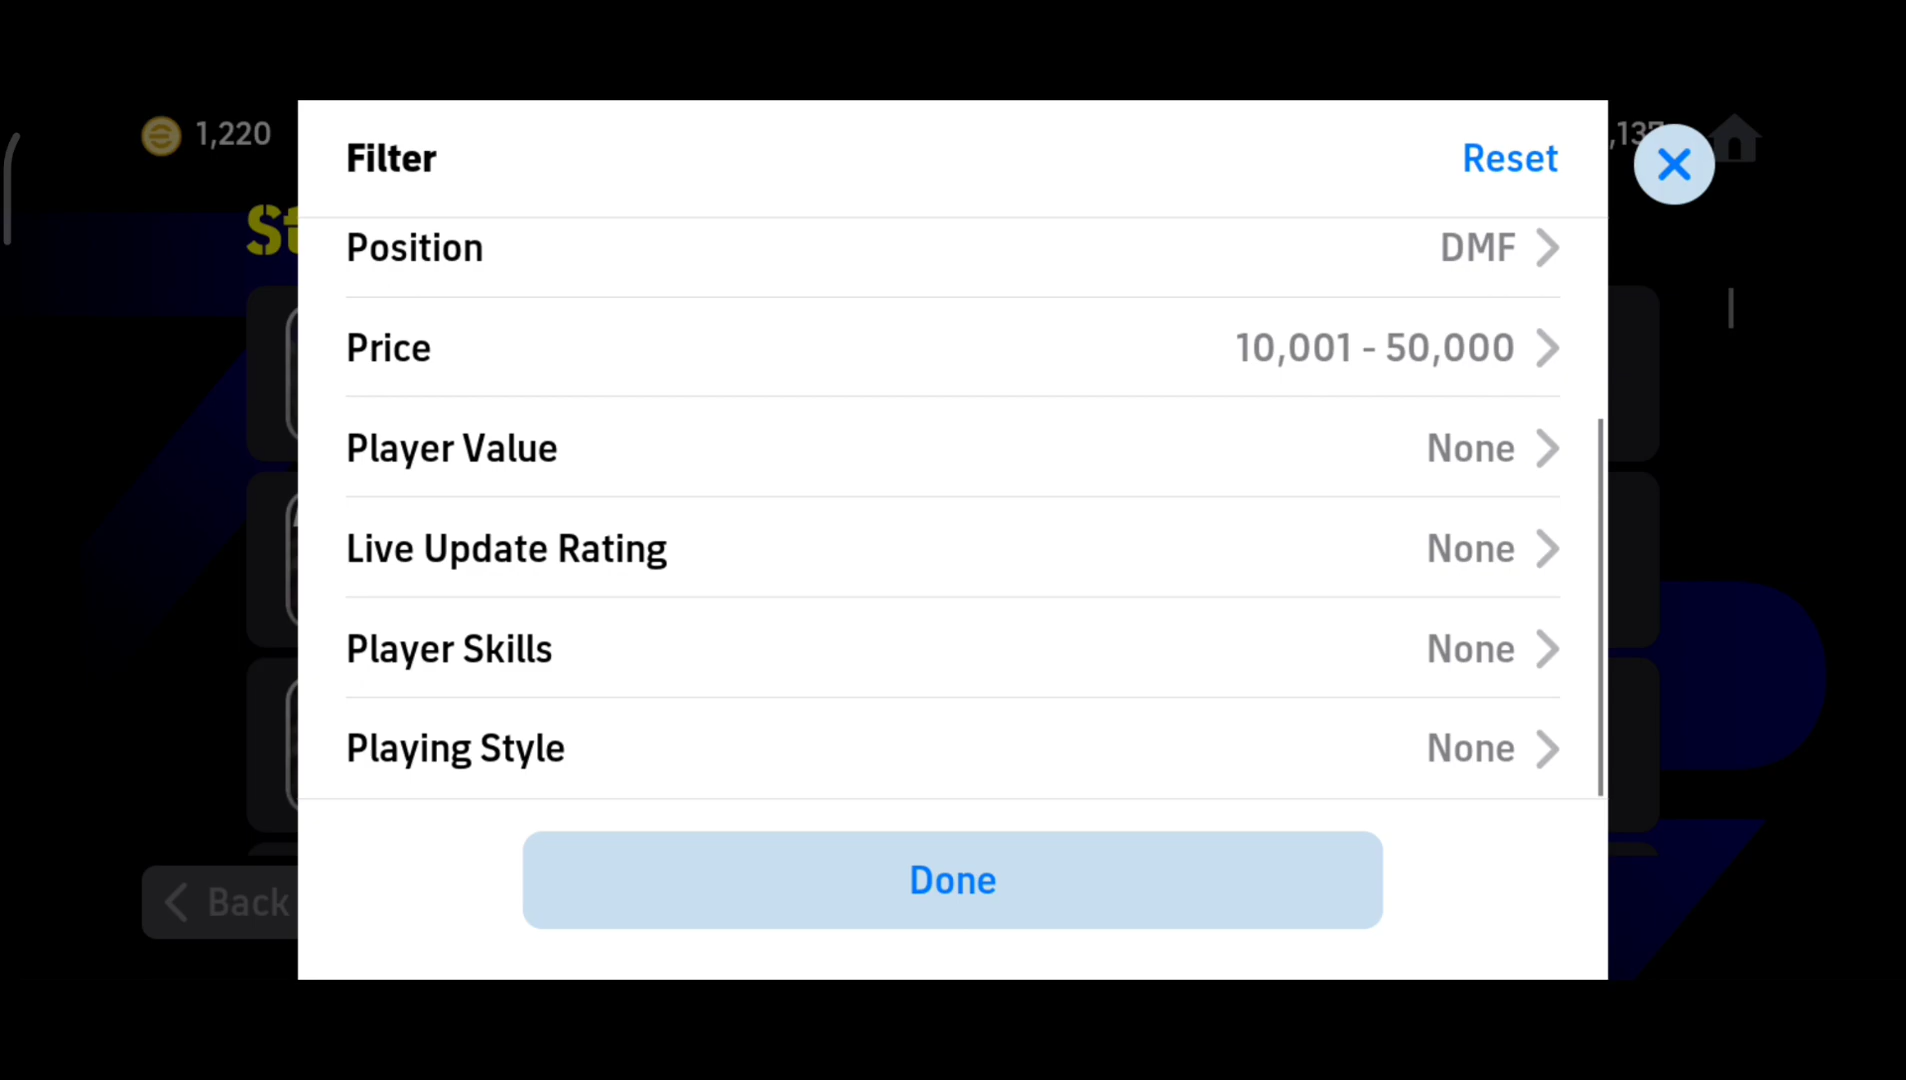 1,220
Filter
Reset
Position
DMF
Price
10,001 - 50,000
Player Value
None
Live Update Rating
None
Player Skills
None
Playing Style
None
Done
Back